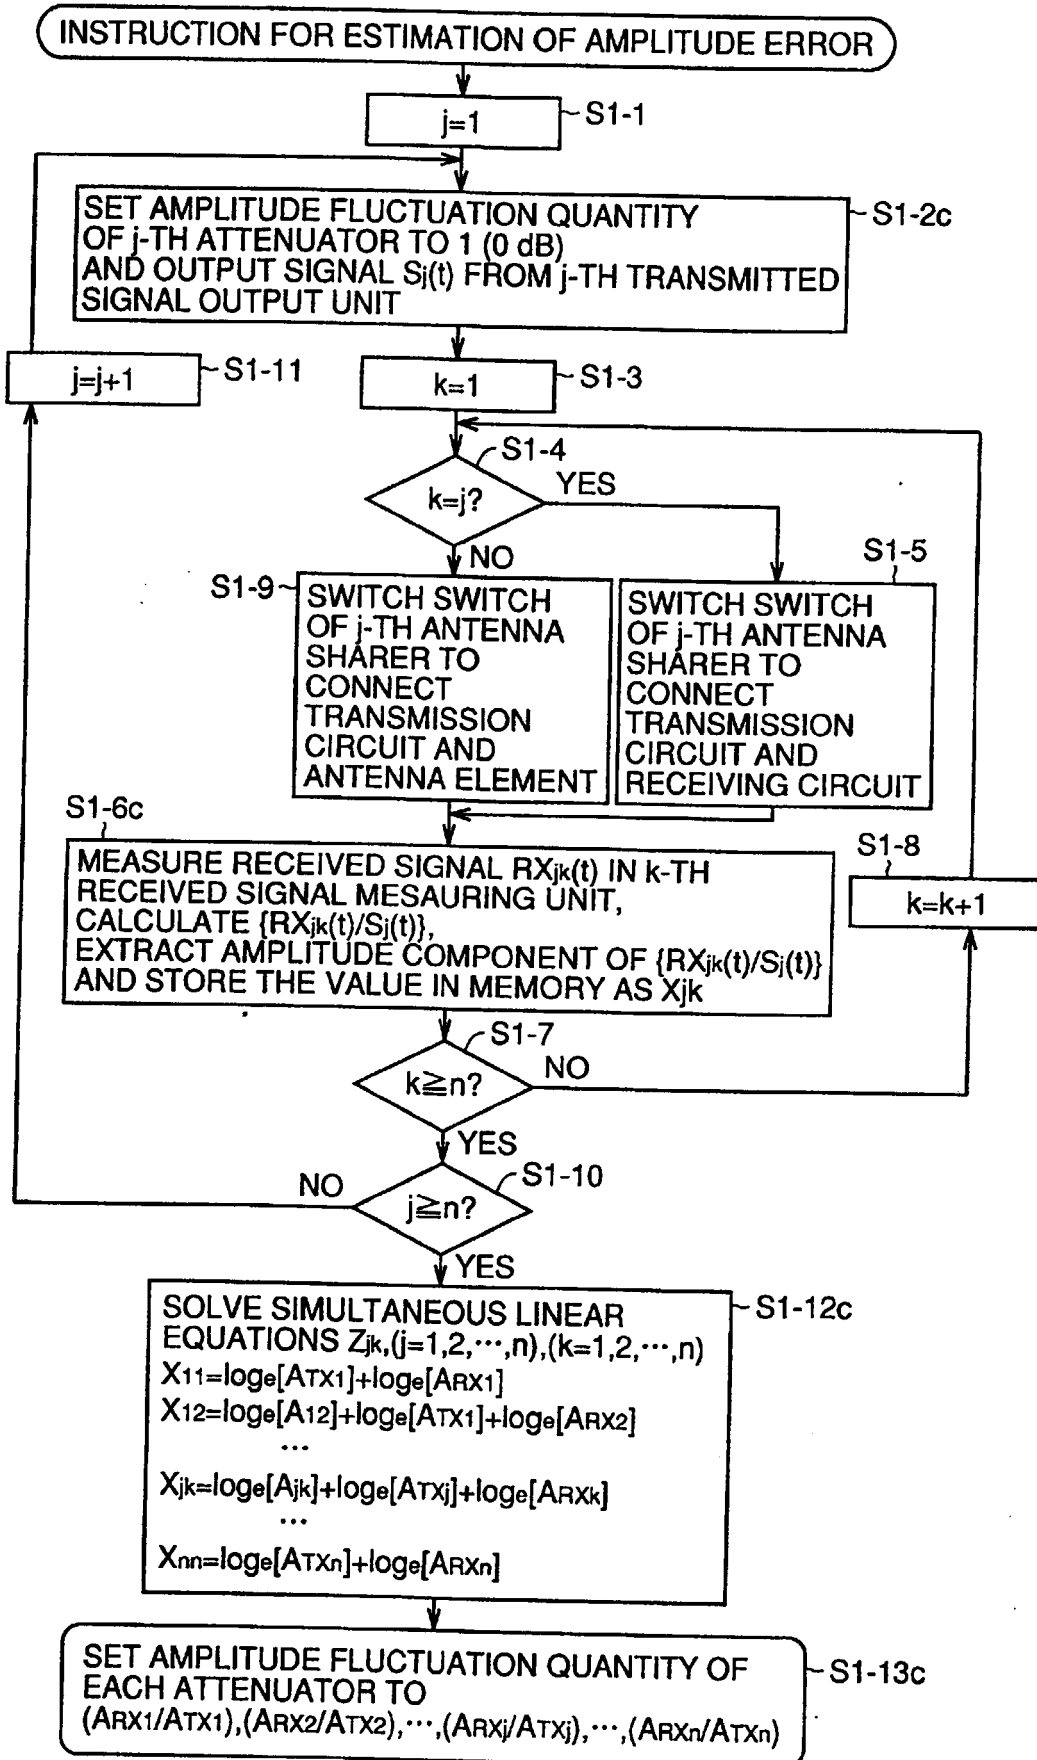 INSTRUCTION FOR ESTIMATION OF AMPLITUDE ERROR
j=1
S1-1
SET AMPLITUDE FLUCTUATION QUANTITY
OF j-TH ATTENUATOR TO 1 (0 dB)
AND OUTPUT SIGNAL Sj(t) FROM j-TH TRANSMITTED
SIGNAL OUTPUT UNIT
S1-2c
j=j+1
S1-11
k=1
S1-3
S1-4
k=j?
YES
NO
S1-9
SWITCH SWITCH
OF j-TH ANTENNA
SHARER TO
CONNECT
TRANSMISSION
CIRCUIT AND
ANTENNA ELEMENT
S1-5
SWITCH SWITCH
OF j-TH ANTENNA
SHARER TO
CONNECT
TRANSMISSION
CIRCUIT AND
RECEIVING CIRCUIT
S1-6c
MEASURE RECEIVED SIGNAL RXjk(t) IN k-TH
RECEIVED SIGNAL MESAURING UNIT,
CALCULATE {RXjk(t)/Sj(t)},
EXTRACT AMPLITUDE COMPONENT OF {RXjk(t)/Sj(t)}
AND STORE THE VALUE IN MEMORY AS Xjk
S1-8
k=k+1
S1-7
k≧n?
NO
YES
S1-10
j≧n?
NO
YES
SOLVE SIMULTANEOUS LINEAR
EQUATIONS Zjk,(j=1,2,⋯,n),(k=1,2,⋯,n)
X11=loge[ATX1]+loge[ARX1]
X12=loge[A12]+loge[ATX1]+loge[ARX2]
⋯
Xjk=loge[Ajk]+loge[ATXj]+loge[ARXk]
⋯
Xnn=loge[ATXn]+loge[ARXn]
S1-12c
SET AMPLITUDE FLUCTUATION QUANTITY OF
EACH ATTENUATOR TO
(ARX1/ATX1),(ARX2/ATX2),⋯,(ARXj/ATXj),⋯,(ARXn/ATXn)
S1-13c